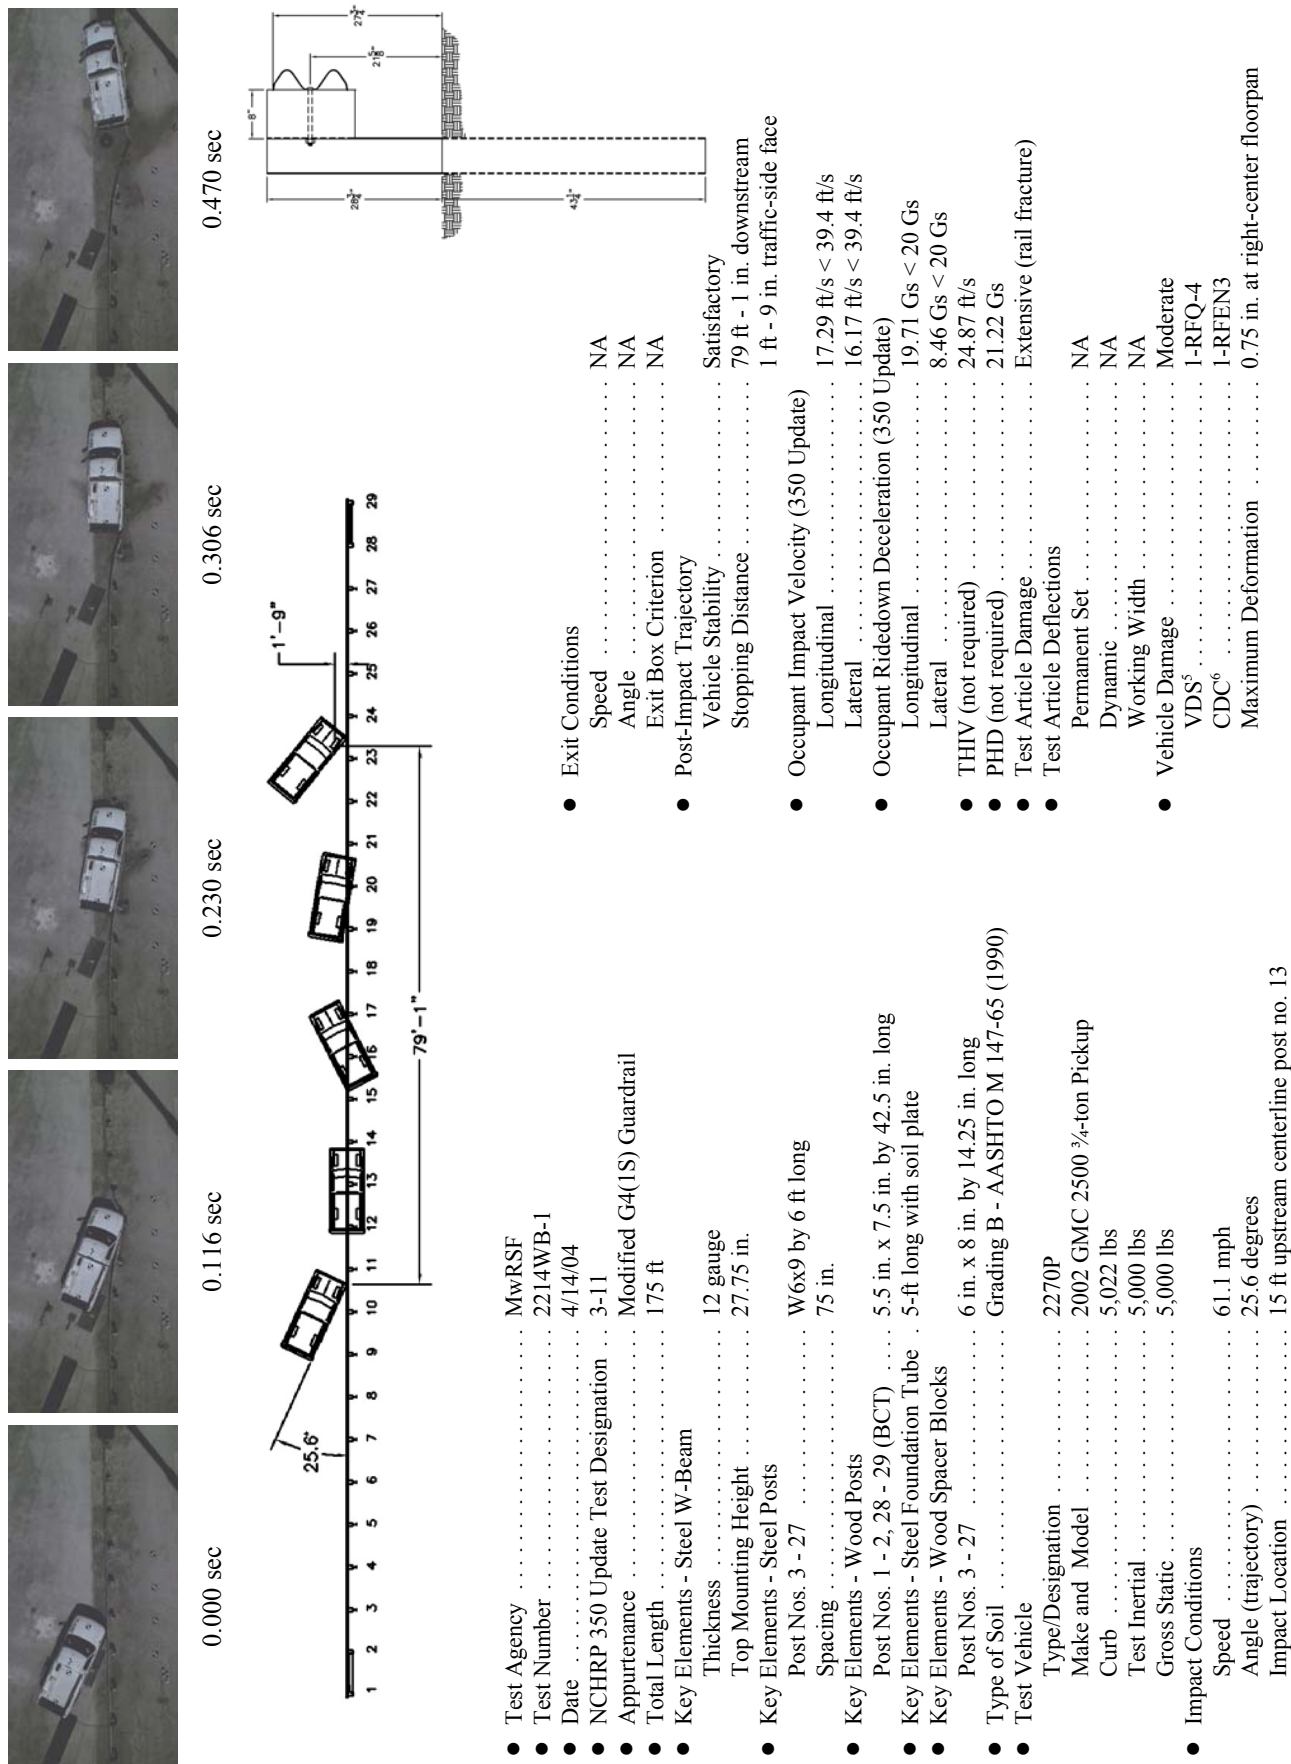 0.000 sec
0.116 sec
0.230 sec
0.306 sec
0.470 sec
25.6°
1'-9"
79'-1"
1 2 3 4 5 6 7 8 9 10 11 12 13 14 15 16 17 18 19 20 21 22 23 24 25 26 27 28 29
8"
27 3/4"
21 5/8"
28 3/4"
43 1/4"
● Test Agency . . . . . MwRSF
● Test Number . . . . . 2214WB-1
● Date . . . . . 4/14/04
● NCHRP 350 Update Test Designation . . 3-11
● Appurtenance . . . . . Modified G4(1S) Guardrail
● Total Length . . . . . 175 ft
● Key Elements - Steel W-Beam
Thickness . . . . . 12 gauge
Top Mounting Height . . . . . 27.75 in.
● Key Elements - Steel Posts
Post Nos. 3 - 27 . . . . . W6x9 by 6 ft long
Spacing . . . . . 75 in.
● Key Elements - Wood Posts
Post Nos. 1 - 2, 28 - 29 (BCT) . . . . 5.5 in. x 7.5 in. by 42.5 in. long
● Key Elements - Steel Foundation Tube . 5-ft long with soil plate
● Key Elements - Wood Spacer Blocks
Post Nos. 3 - 27 . . . . . 6 in. x 8 in. by 14.25 in. long
● Type of Soil . . . . . Grading B - AASHTO M 147-65 (1990)
● Test Vehicle
Type/Designation . . . . . 2270P
Make and Model . . . . . 2002 GMC 2500 ¾-ton Pickup
Curb . . . . . 5,022 lbs
Test Inertial . . . . . 5,000 lbs
Gross Static . . . . . 5,000 lbs
● Impact Conditions
Speed . . . . . 61.1 mph
Angle (trajectory) . . . . . 25.6 degrees
Impact Location . . . . . 15 ft upstream centerline post no. 13
● Exit Conditions
Speed . . . . . NA
Angle . . . . . NA
Exit Box Criterion . . . . . NA
● Post-Impact Trajectory
Vehicle Stability . . . . . Satisfactory
Stopping Distance . . . . . 79 ft - 1 in. downstream
1 ft - 9 in. traffic-side face
● Occupant Impact Velocity (350 Update)
Longitudinal . . . . . 17.29 ft/s < 39.4 ft/s
Lateral . . . . . 16.17 ft/s < 39.4 ft/s
● Occupant Ridedown Deceleration (350 Update)
Longitudinal . . . . . 19.71 Gs < 20 Gs
Lateral . . . . . 8.46 Gs < 20 Gs
● THIV (not required) . . . . . 24.87 ft/s
● PHD (not required) . . . . . 21.22 Gs
● Test Article Damage . . . . . Extensive (rail fracture)
● Test Article Deflections
Permanent Set . . . . . NA
Dynamic . . . . . NA
Working Width . . . . . NA
● Vehicle Damage . . . . . Moderate
VDS⁵ . . . . . 1-RFQ-4
CDC⁶ . . . . . 1-RFEN3
Maximum Deformation . . . . . 0.75 in. at right-center floorpan